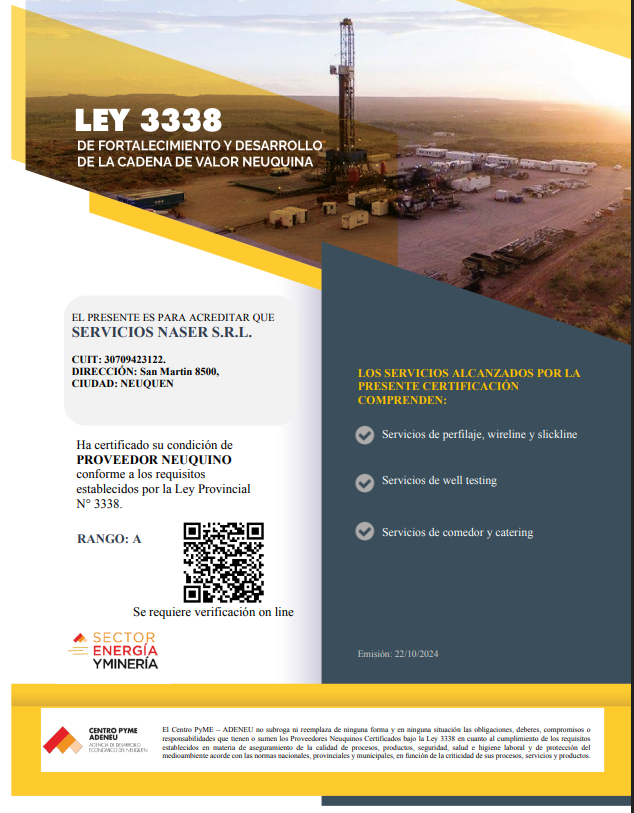 LEY 3338
DE FORTALECIMIENTO Y DESARROLLO
DE LA CADENA DE VALOR NEUQUINA
EL PRESENTE ES PARA ACREDITAR QUE
SERVICIOS NASER S.R.L.
CUIT: 30709423122.
DIRECCIÓN: San Martin 8500,
CIUDAD: NEUQUEN
Ha certificado su condición de
PROVEEDOR NEUQUINO
conforme a los requisitos
establecidos por la Ley Provincial
N° 3338.
RANGO: A
Se requiere verificación on line
SECTOR
ENERGÍA
Y MINERÍA
LOS SERVICIOS ALCANZADOS POR LA
PRESENTE CERTIFICACIÓN
COMPRENDEN:
Servicios de perfilaje, wireline y slickline
Servicios de well testing
Servicios de comedor y catering
Emisión: 22/10/2024
CENTRO PYME
ADENEU
AGENCIA DE DESARROLLO
ECONÓMICO DEL NEUQUÉN
El Centro PyME – ADENEU no subroga ni reemplaza de ninguna forma y en ninguna situación las obligaciones, deberes, compromisos o
responsabilidades que tienen o sumen los Proveedores Neuquinos Certificados bajo la Ley 3338 en cuanto al cumplimiento de los requisitos
establecidos en materia de aseguramiento de la calidad de procesos, productos, seguridad, salud e higiene laboral y de protección del
medioambiente acorde con las normas nacionales, provinciales y municipales, en función de la criticidad de sus procesos, servicios y productos.